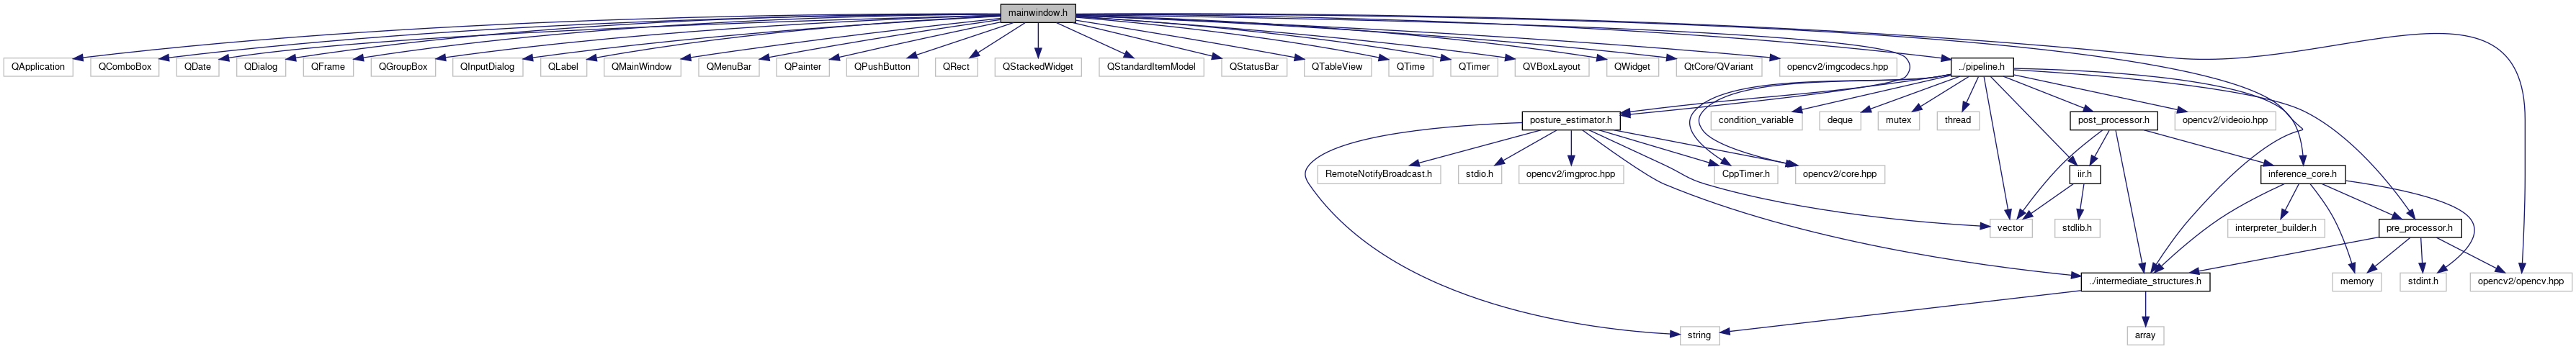 mainwindow.h
QApplication
QComboBox
QDate
QDialog
QFrame
QGroupBox
QInputDialog
QLabel
QMainWindow
QMenuBar
QPainter
QPushButton
QRect
QStackedWidget
QStandardItemModel
QStatusBar
QTableView
QTime
QTimer
QVBoxLayout
QWidget
QtCore/QVariant
opencv2/imgcodecs.hpp
../pipeline.h
posture_estimator.h
condition_variable
deque
mutex
thread
post_processor.h
opencv2/videoio.hpp
RemoteNotifyBroadcast.h
stdio.h
opencv2/imgproc.hpp
CppTimer.h
opencv2/core.hpp
iir.h
inference_core.h
vector
stdlib.h
interpreter_builder.h
pre_processor.h
../intermediate_structures.h
memory
stdint.h
opencv2/opencv.hpp
string
array